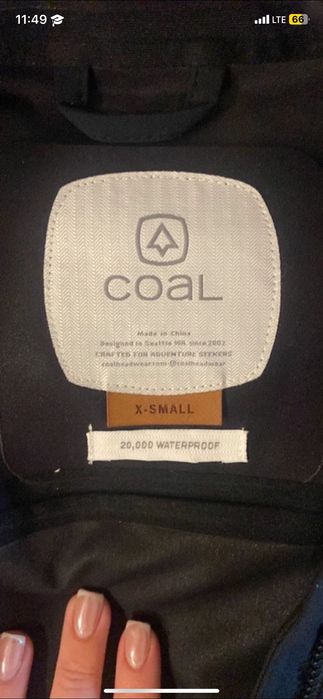 11:49
LTE 66
COAL
Made in China
Designed in Seattle WA. since 2002
CRAFTED FOR ADVENTURE SEEKERS
coalheadwear.com @coalheadwear
X-SMALL
20,000 WATERPROOF